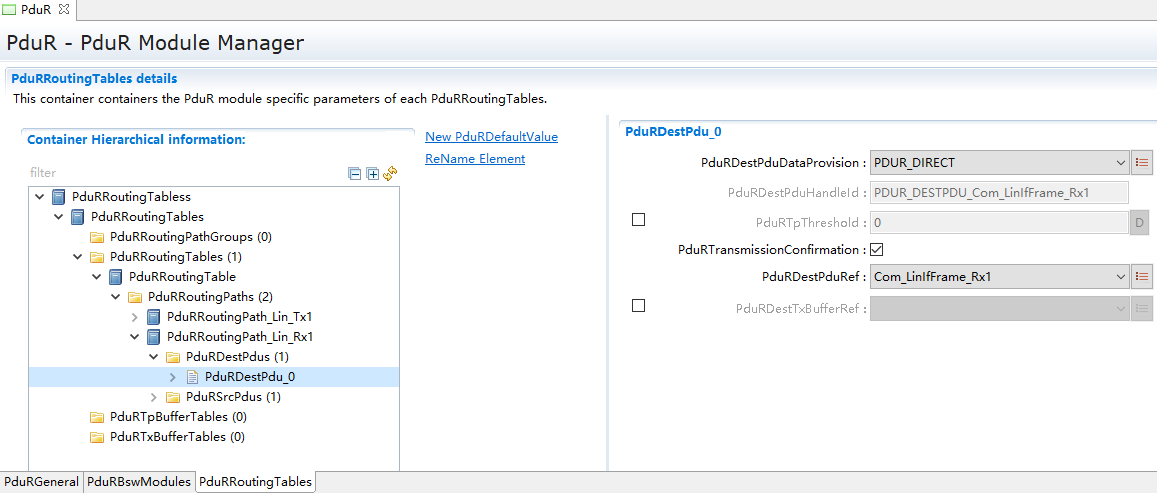 PduR
PduR - PduR Module Manager
PduRRoutingTables details
This container containers the PduR module specific parameters of each PduRRoutingTables.
Container Hierarchical information:
filter
PduRRoutingTabless
PduRRoutingTables
PduRRoutingPathGroups (0)
PduRRoutingTables (1)
PduRRoutingTable
PduRRoutingPaths (2)
PduRRoutingPath_Lin_Tx1
PduRRoutingPath_Lin_Rx1
PduRDestPdus (1)
PduRDestPdu_0
PduRSrcPdus (1)
PduRTpBufferTables (0)
PduRTxBufferTables (0)
New PduRDefaultValue
ReName Element
PduRDestPdu_0
PduRDestPduDataProvision : PDUR_DIRECT
PduRDestPduHandleId : PDUR_DESTPDU_Com_LinIfFrame_Rx1
PduRTpThreshold : 0 D
PduRTransmissionConfirmation :
PduRDestPduRef : Com_LinIfFrame_Rx1
PduRDestTxBufferRef :
PduRGeneral PduRBswModules PduRRoutingTables